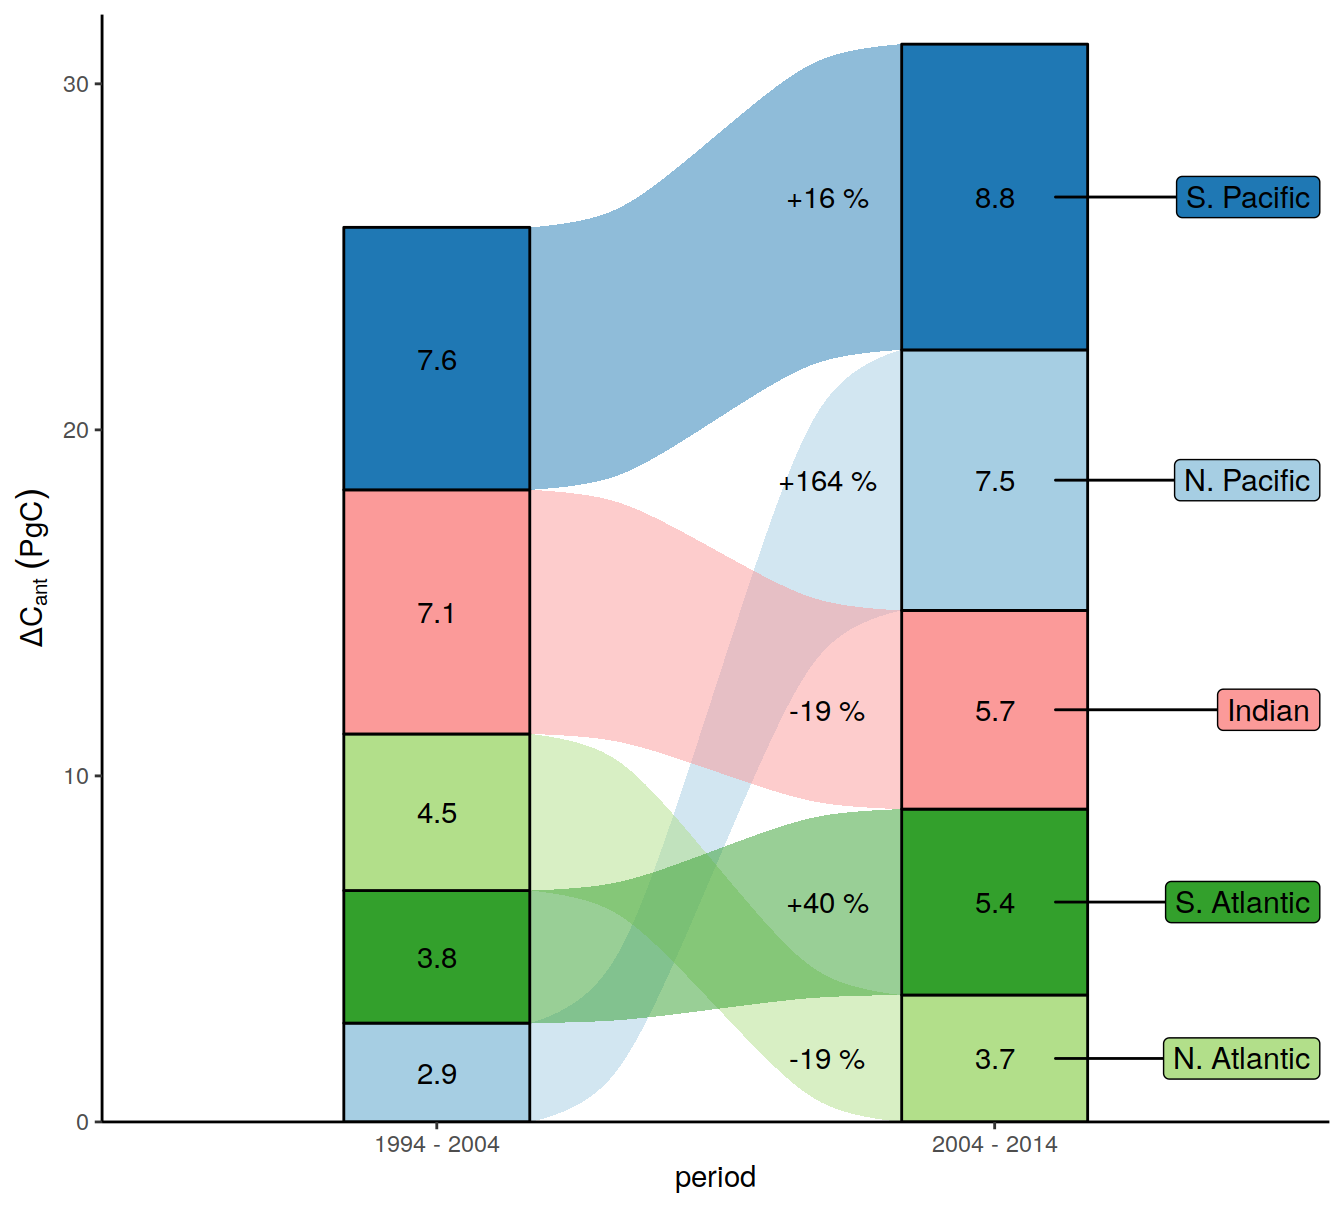 30
+16 %
8.8
S. Pacific
7.6
20
+164 %
7.5
N. Pacific
ΔCant (PgC)
7.1
-19 %
5.7
Indian
10
4.5
+40 %
5.4
S. Atlantic
3.8
-19 %
3.7
N. Atlantic
2.9
0
1994 - 2004
2004 - 2014
period